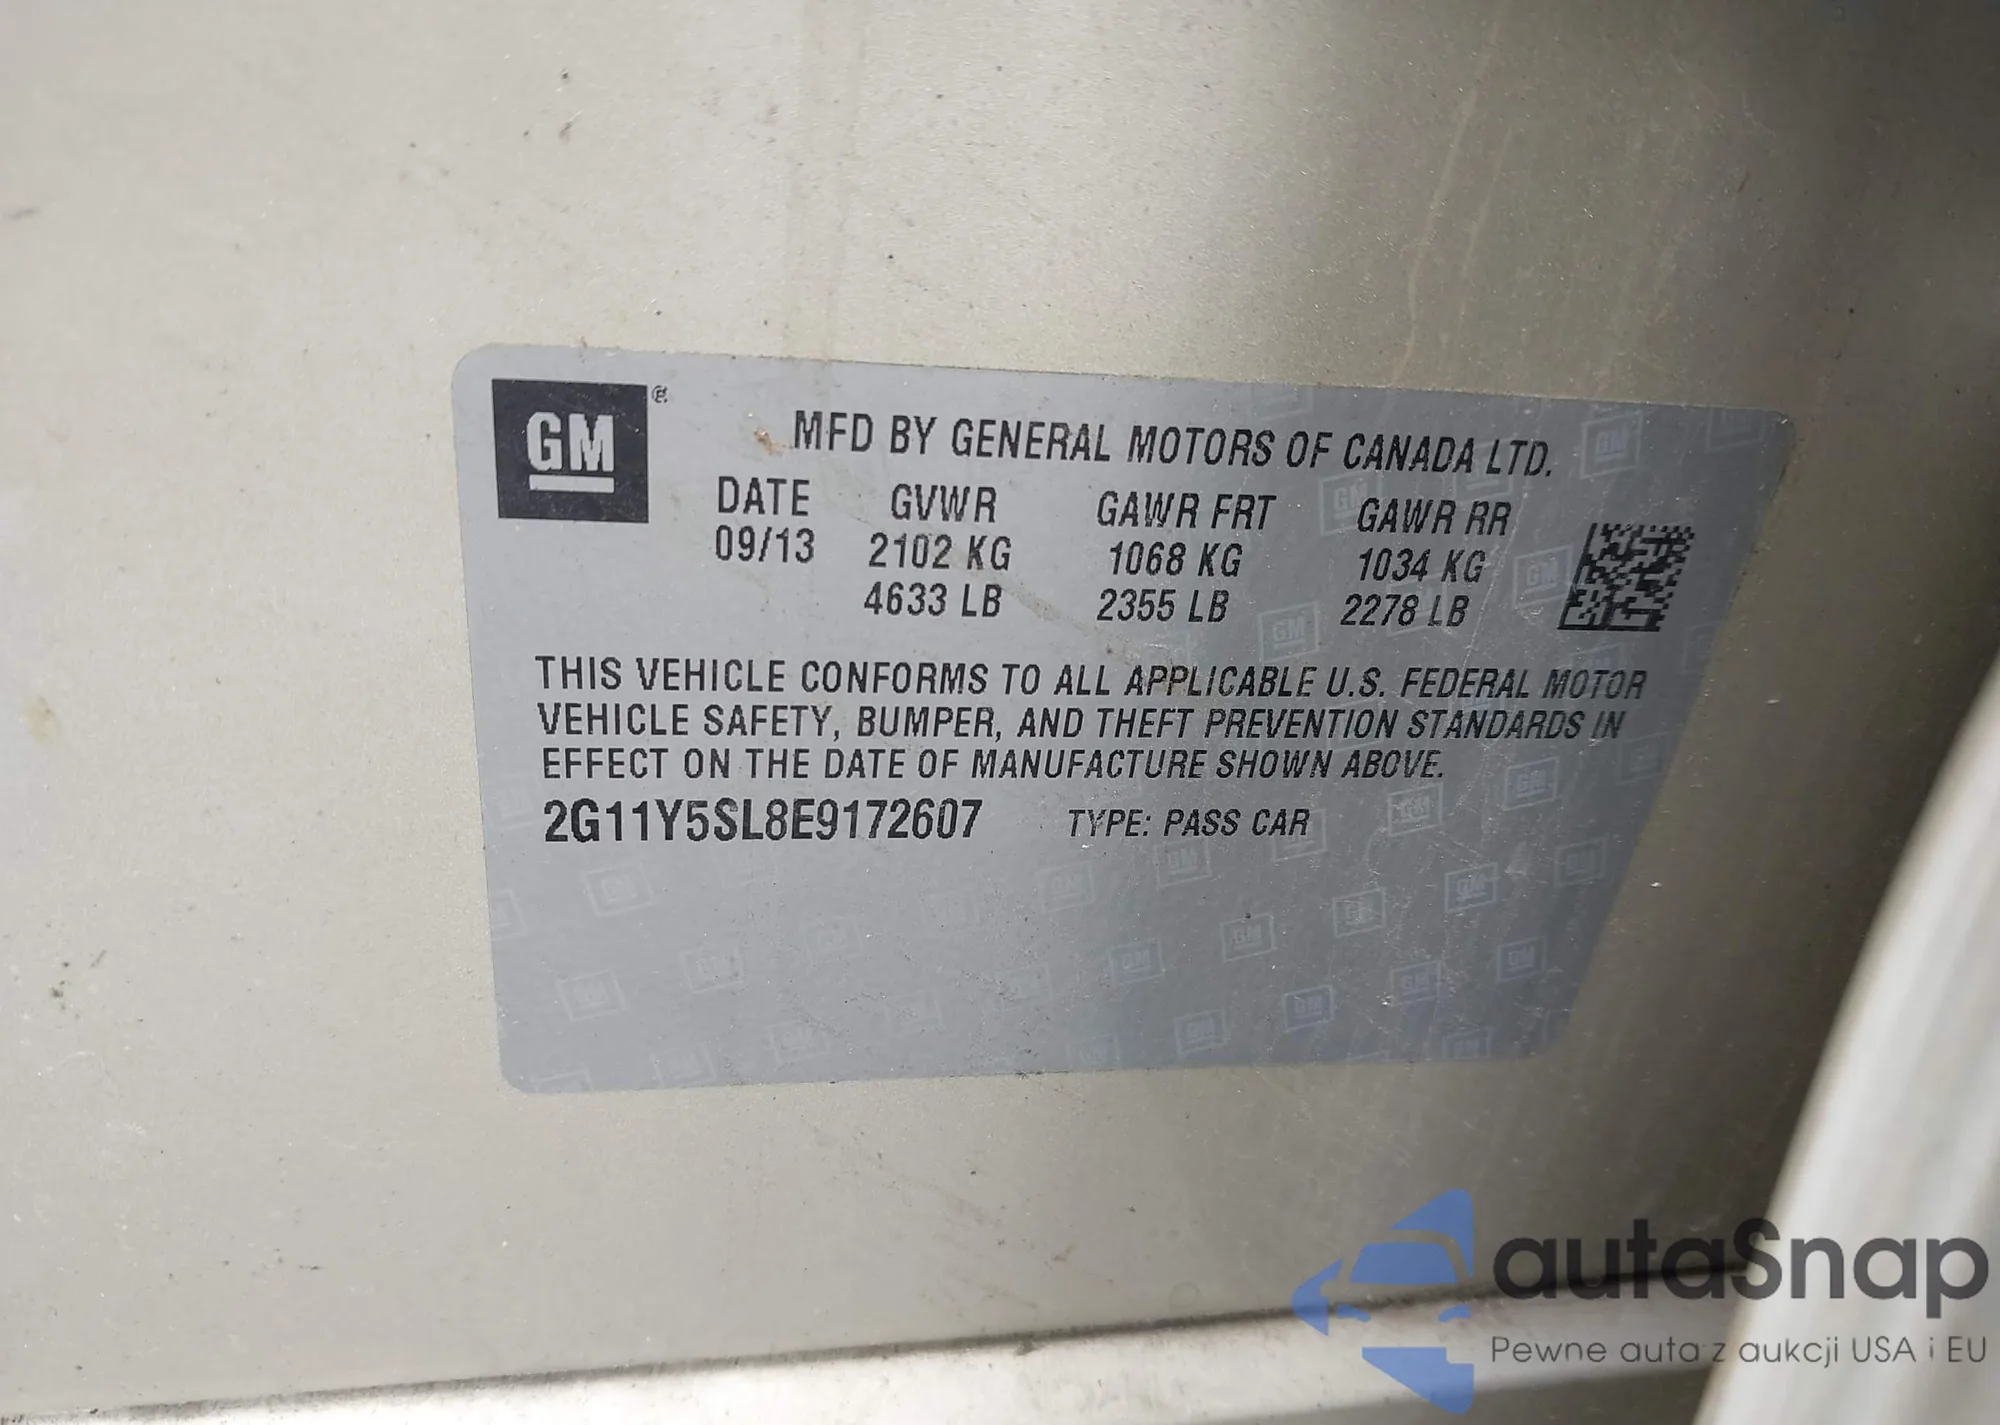 GM ®
MFD BY GENERAL MOTORS OF CANADA LTD.
DATE GVWR GAWR FRT GAWR RR
09/13 2102 KG 1068 KG 1034 KG
4633 LB 2355 LB 2278 LB
THIS VEHICLE CONFORMS TO ALL APPLICABLE U.S. FEDERAL MOTOR
VEHICLE SAFETY, BUMPER, AND THEFT PREVENTION STANDARDS IN
EFFECT ON THE DATE OF MANUFACTURE SHOWN ABOVE.
2G11Y5SL8E9172607 TYPE: PASS CAR
autaSnap
Pewne auta z aukcji USA i EU